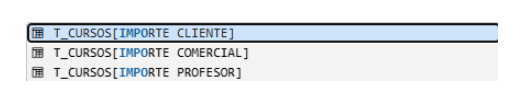 T_CURSOS[IMPORTE CLIENTE]
T_CURSOS[IMPORTE COMERCIAL]
T_CURSOS[IMPORTE PROFESOR]